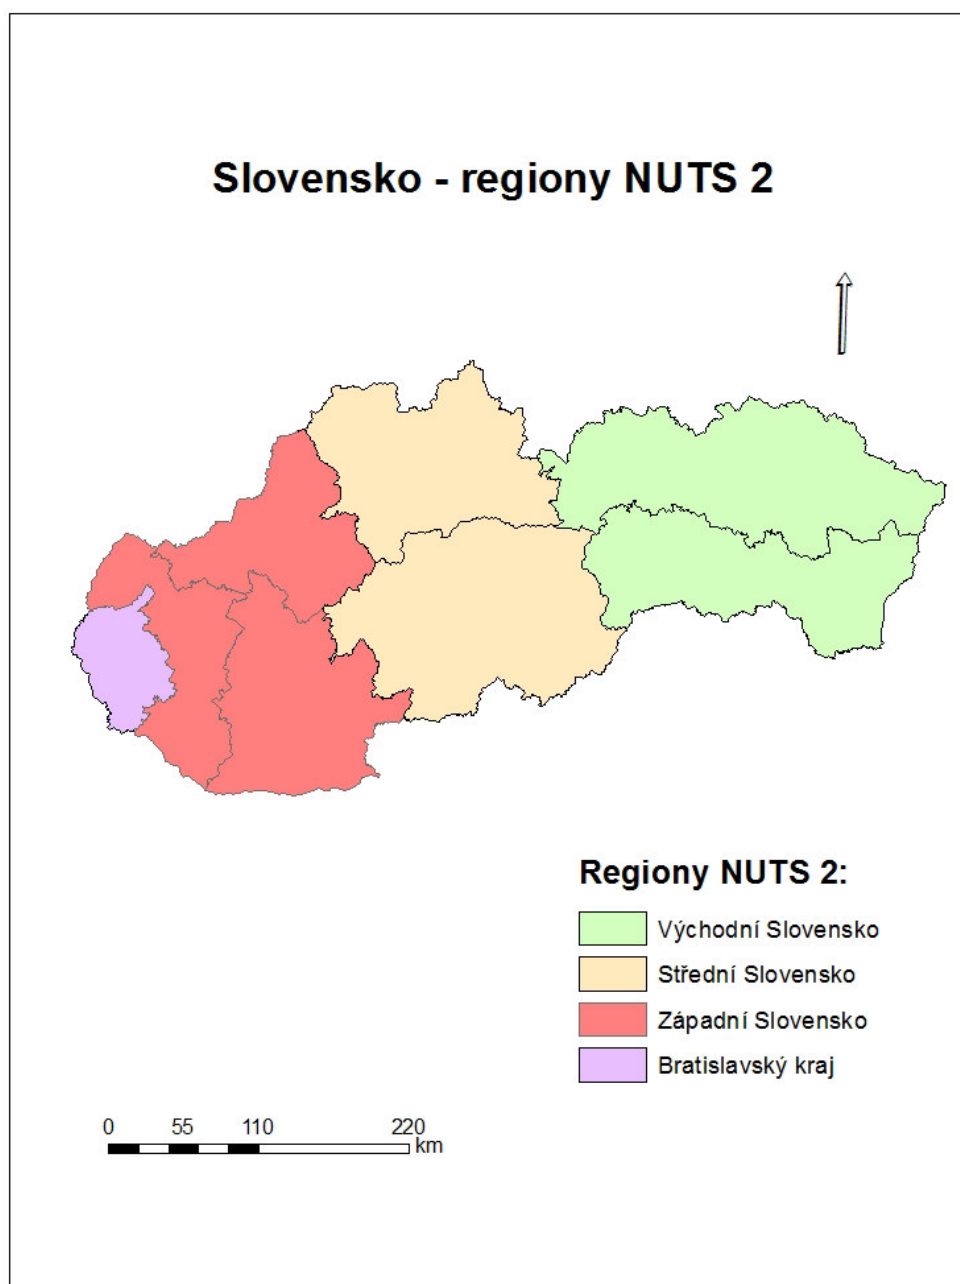 Slovensko - regiony NUTS 2
Regiony NUTS 2:
Východní Slovensko
Střední Slovensko
Západní Slovensko
Bratislavský kraj
0 55 110 220
km